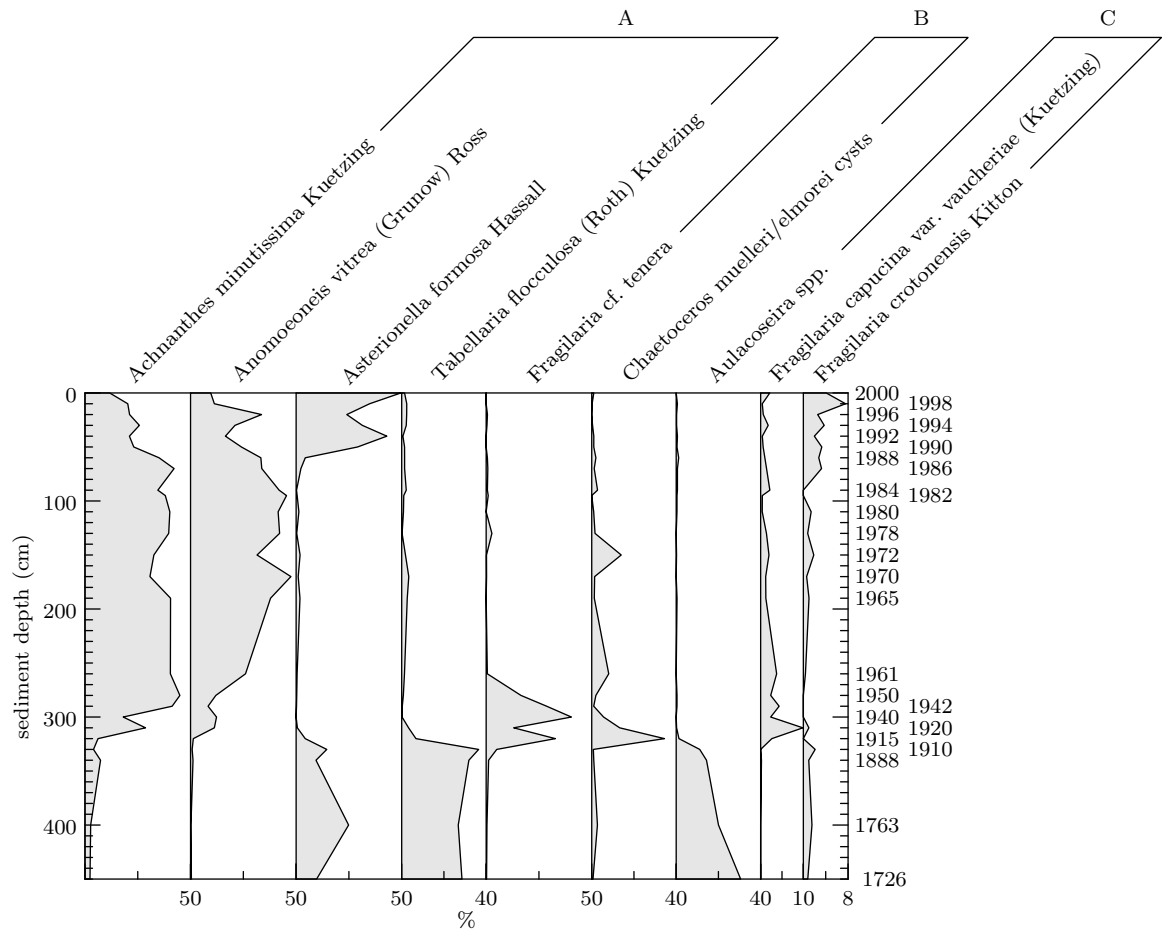 A
B
C
Achnanthes minutissima Kuetzing
Anomoeoneis vitrea (Grunow) Ross
Asterionella formosa Hassall
Tabellaria flocculosa (Roth) Kuetzing
Fragilaria cf. tenera
Chaetoceros muelleri/elmorei cysts
Aulacoseira spp.
Fragilaria capucina var. vaucheriae (Kuetzing)
Fragilaria crotonensis Kitton
sediment depth (cm)
0
100
200
300
400
2000
1998
1996
1994
1992
1990
1988
1986
1984
1982
1980
1978
1972
1970
1965
1961
1950
1942
1940
1920
1915
1910
1888
1763
1726
50 50 50 40 50 40 40 10 8
%